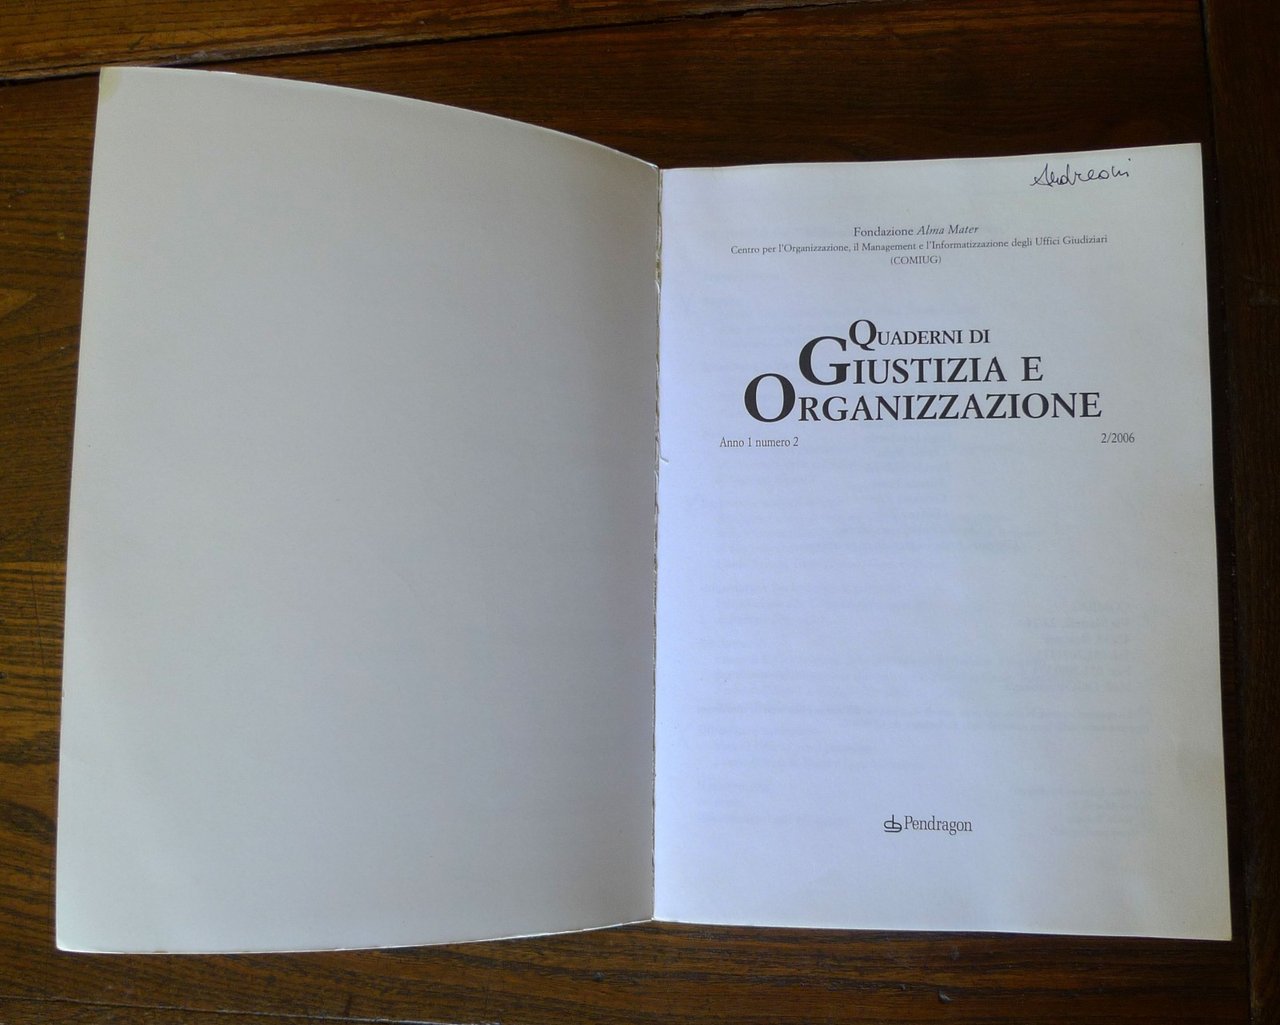 Andreoni
Fondazione Alma Mater
Centro per l'Organizzazione, il Management e l'Informatizzazione degli Uffici Giudiziari
(COMIUG)
QUADERNI DI
GIUSTIZIA E
ORGANIZZAZIONE
Anno 1 numero 2 2/2006
Pendragon